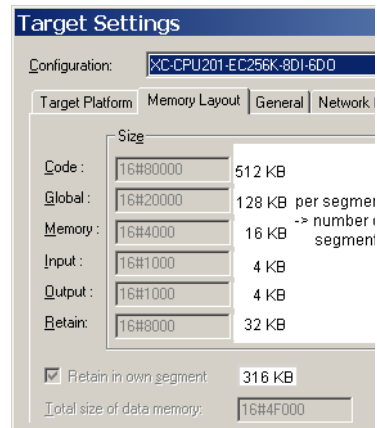 Target Settings
Configuration: XC-CPU201-EC256K-8DI-6DO
Target Platform Memory Layout General Network
Size
Code : 16#80000 512 KB
Global : 16#20000 128 KB per
Memory : 16#4000 16 KB -> number
Input : 16#1000 4 KB
Output : 16#1000 4 KB
Retain: 16#8000 32 KB
Retain in own segment 316 KB
Total size of data memory: 16#4F000